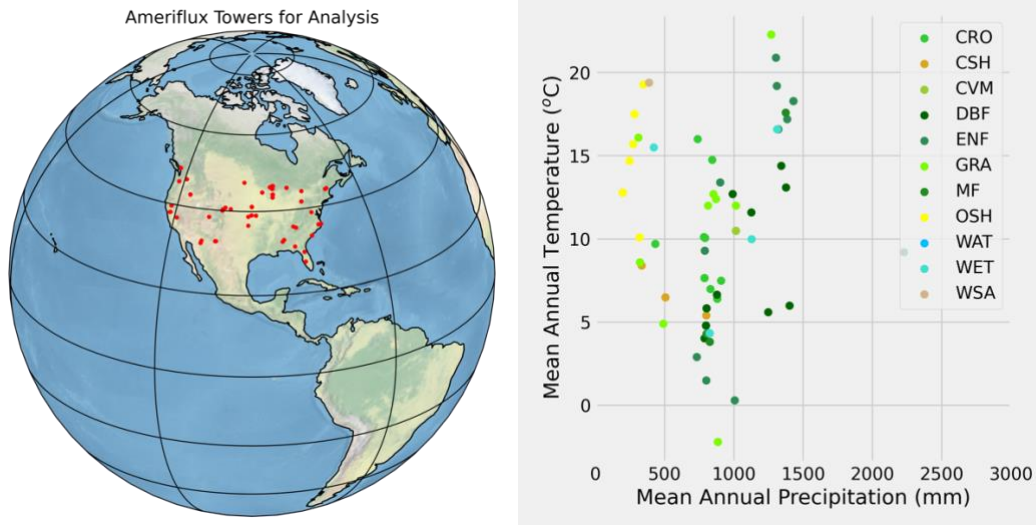 Ameriflux Towers for Analysis
Mean Annual Temperature (°C)
20
15
10
5
0
CRO
CSH
CVM
DBF
ENF
GRA
MF
OSH
WAT
WET
WSA
0 500 1000 1500 2000 2500 3000
Mean Annual Precipitation (mm)